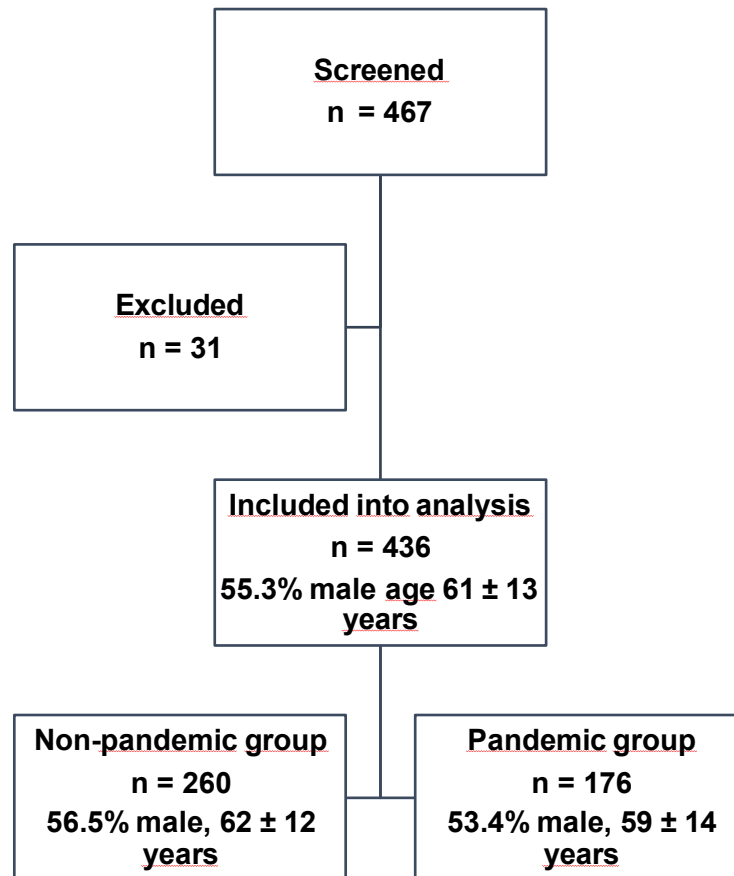 Screened
n = 467
Excluded
n = 31
Included into analysis
n = 436
55.3% male age 61 ± 13
years
Non-pandemic group
n = 260
56.5% male, 62 ± 12
years
Pandemic group
n = 176
53.4% male, 59 ± 14
years